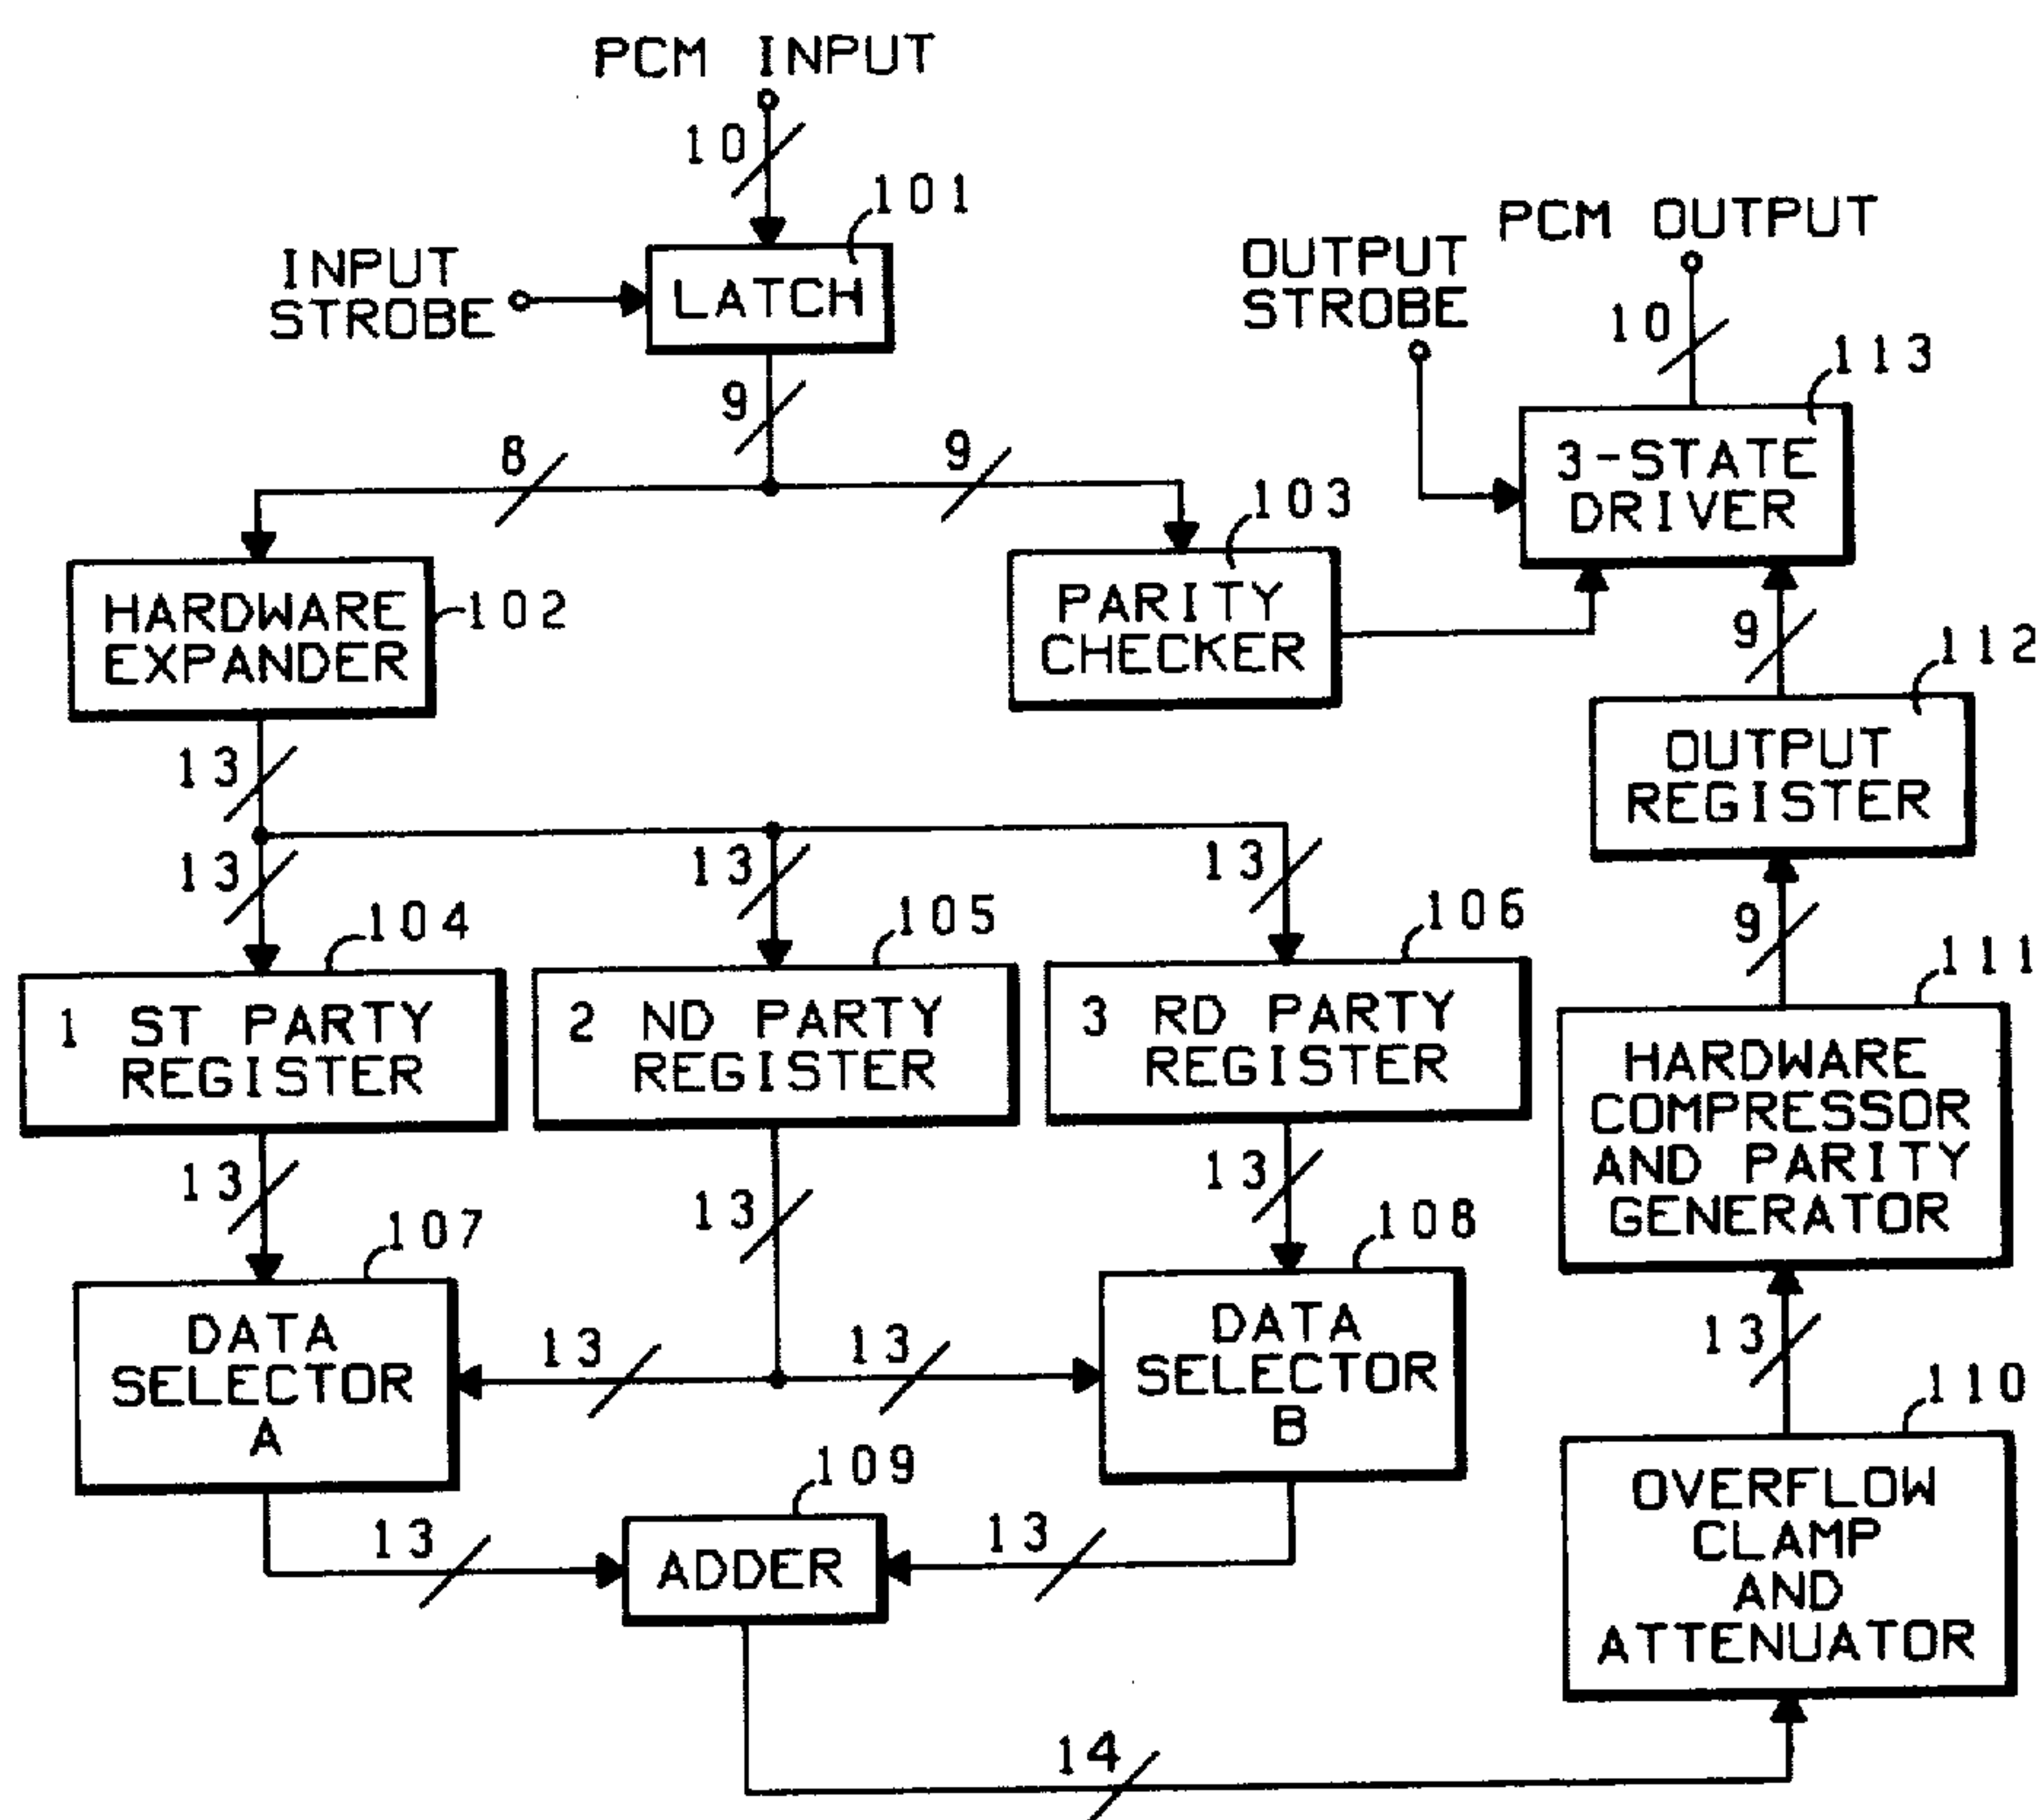 PCM INPUT
10
101
INPUT
STROBE
LATCH
9
8
9
OUTPUT
STROBE
PCM OUTPUT
10
113
3-STATE
DRIVER
103
PARITY
CHECKER
HARDWARE
EXPANDER
102
9
112
OUTPUT
REGISTER
13
13
13
13
104
105
106
1 ST PARTY
REGISTER
2 ND PARTY
REGISTER
3 RD PARTY
REGISTER
9
111
HARDWARE
COMPRESSOR
AND PARITY
GENERATOR
13
13
13
107
108
DATA
SELECTOR
A
13
13
DATA
SELECTOR
B
13
110
OVERFLOW
CLAMP
AND
ATTENUATOR
109
13
ADDER
13
14